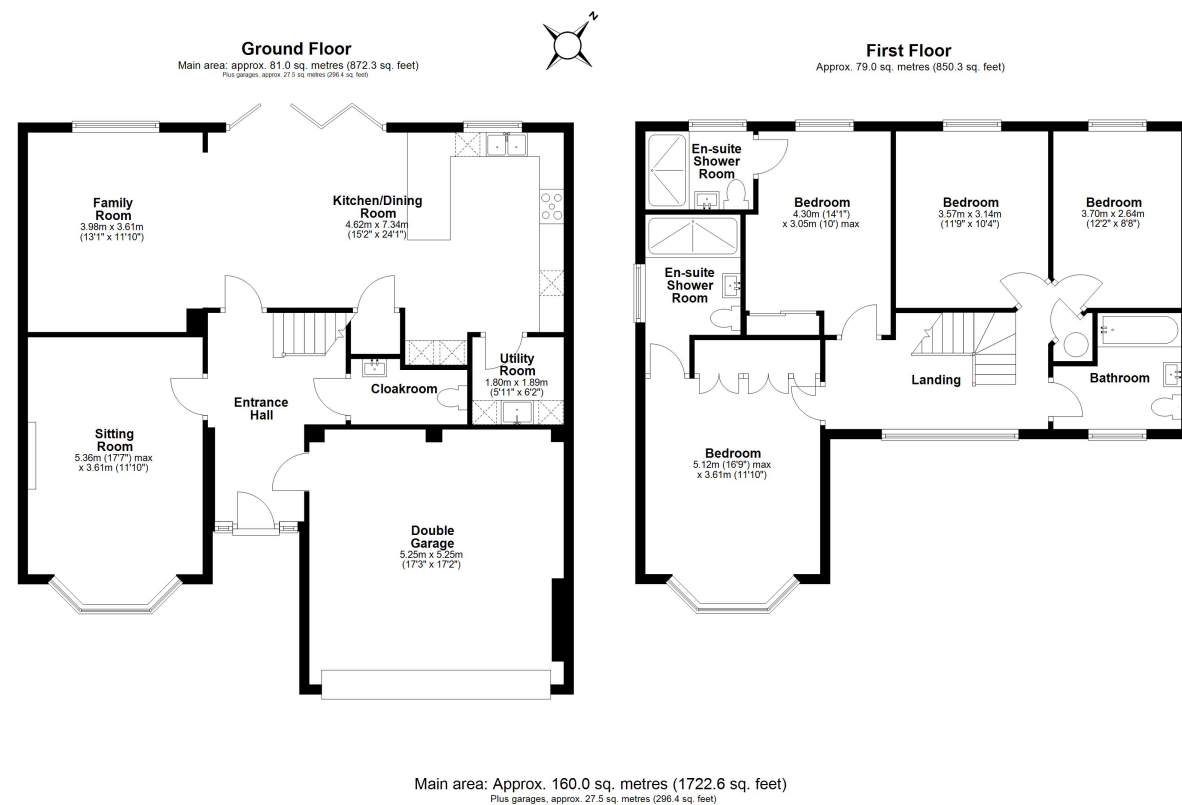 N
Ground Floor
Main area: approx. 81.0 sq. metres (872.3 sq. feet)
Plus garages, approx. 27.5 sq. metres (296.4 sq. feet)
Family
Room
3.98m x 3.61m
(13'1" x 11'10")
Kitchen/Dining
Room
4.62m x 7.34m
(15'2" x 24'1")
Utility
Room
1.80m x 1.89m
(5'11" x 6'2")
Cloakroom
Entrance
Hall
Sitting
Room
5.36m (17'7") max
x 3.61m (11'10")
Double
Garage
5.25m x 5.25m
(17'3" x 17'2")
First Floor
Approx. 79.0 sq. metres (850.3 sq. feet)
En-suite
Shower
Room
Bedroom
4.30m (14'1")
x 3.05m (10') max
Bedroom
3.57m x 3.14m
(11'9" x 10'4")
Bedroom
3.70m x 2.64m
(12'2" x 8'8")
En-suite
Shower
Room
Landing
Bathroom
Bedroom
5.12m (16'9") max
x 3.61m (11'10")
Main area: Approx. 160.0 sq. metres (1722.6 sq. feet)
Plus garages, approx. 27.5 sq. metres (296.4 sq. feet)